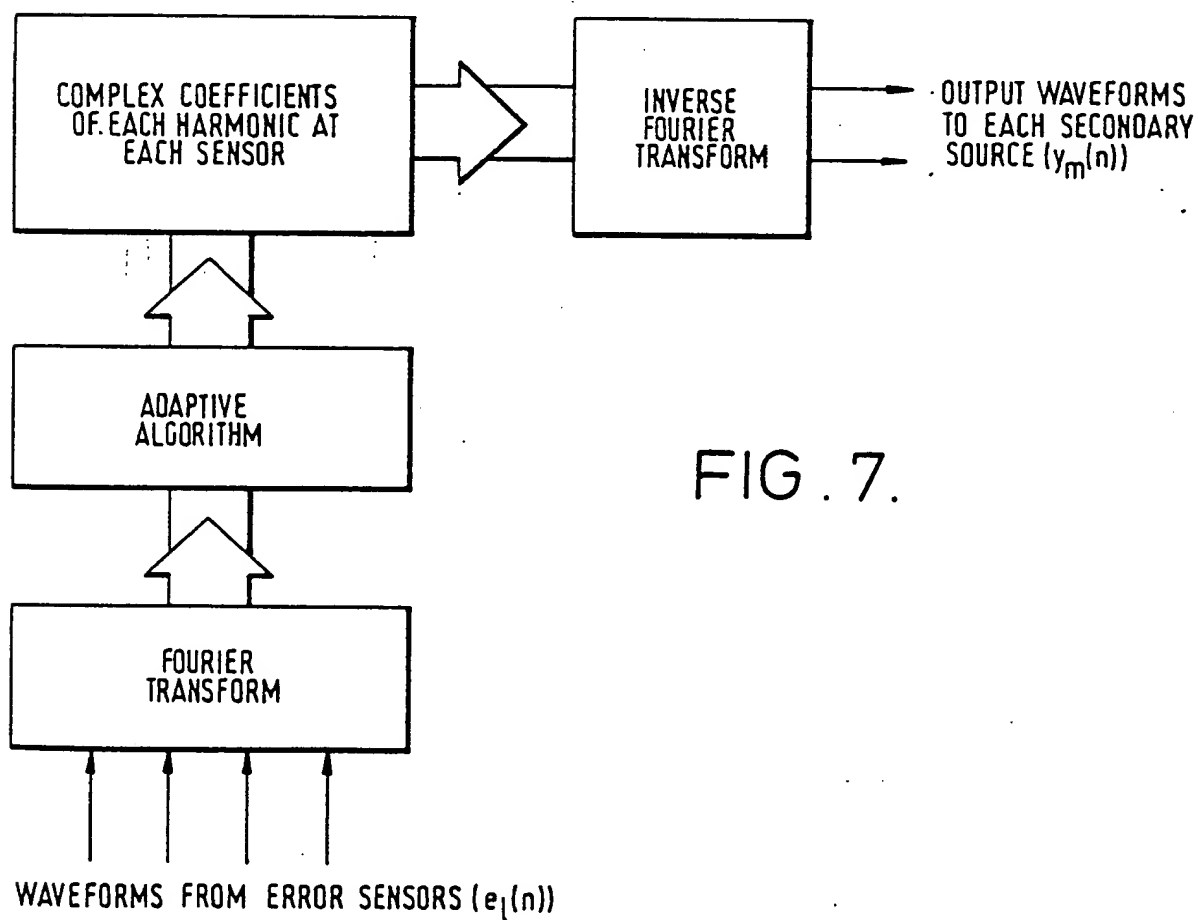 COMPLEX COEFFICIENTS
OF.EACH HARMONIC AT
EACH SENSOR
INVERSE
FOURIER
TRANSFORM
OUTPUT WAVEFORMS
TO EACH SECONDARY
SOURCE (yₘ(n))
ADAPTIVE
ALGORITHM
FIG. 7.
FOURIER
TRANSFORM
WAVEFORMS FROM ERROR SENSORS (eₗ(n))